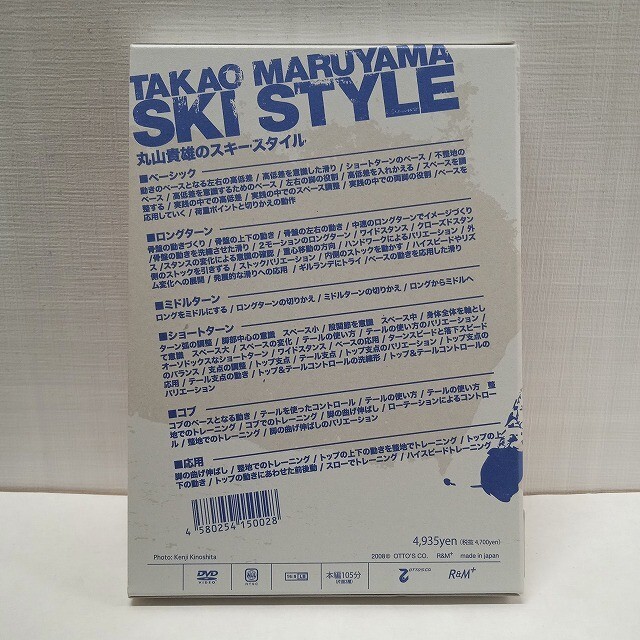 TAKAO MARUYAMA
SKI STYLE
丸山貴雄のスキースタイル
■ベーシック
動きのベースとなる左右の高低差 / 高低差を意識した滑り / ショートターンのベース / 不整地の
ベース / 高低差を意識するためのベース / 左右の脚の役割 / 高低差を入れかえる / スペースを調
整する / 実践の中での高低差 / 実践の中でのスペース調整 / 実践の中での両脚の役割 / ベースを
応用していく / 荷重ポイントと切りかえの動作
■ロングターン
骨盤の動きづくり / 骨盤の上下の動き / 骨盤の左右の動き / 中速のロングターンでイメージづくり
/ 骨盤の動きを洗練させた滑り / 2モーションのロングターン / ワイドスタンス / クローズドスタン
ス / スタンスの変化による意識の確認 / 重心移動の方向 / ハンドワークによるバリエーション / 外
側のストックを引きずる / ストックバリエーション / 内側のストックを動かす / ハイスピードやリズ
ム変化への展開 / 発展的な滑りへの応用 / ギルランデにトライ / ベースの動きを応用した滑り
■ミドルターン
ロングをミドルにする / ロングターンの切りかえ / ミドルターンの切りかえ / ロングからミドルへ
■ショートターン
ターン弧の調整 / 脚部中心の意識 スペース小 / 股関節を意識 スペース中 / 身体全体を軸とし
て意識 スペース大 / スペースの変化 / テールの使い方 / テールの使い方のバリエーション /
オーソドックスなショートターン / ワイドスタンス / ベースの応用 / ターンスピードと落下スピード
のバランス / 支点の調整 / トップ支点 / テール支点 / トップ支点のバリエーション / トップ支点の
応用 / テール支点の動き / トップ&テールコントロールの洗練形 / トップ&テールコントロールの
バリエーション
■コブ
コブのベースとなる動き / テールを使ったコントロール / テールの使い方 / テールの使い方 整
地でのトレーニング / コブでのトレーニング / 脚の曲げ伸ばし / ローテーションによるコントロー
ル / 整地でのトレーニング / 脚の曲げ伸ばしのバリエーション
■応用
脚の曲げ伸ばし / 整地でのトレーニング / トップの上下の動きを整地でトレーニング / トップの上
下の動き / トップの動きにあわせた前後動 / スローでトレーニング / ハイスピードトレーニング
4 580254 150028
4,935yen (税抜 4,700yen)
Photo: Kenji Kinoshita
2008© OTTO'S CO. R&M⁺ made in japan
DVD
VIDEO
本編105分
OTTO'S CO
R&M⁺